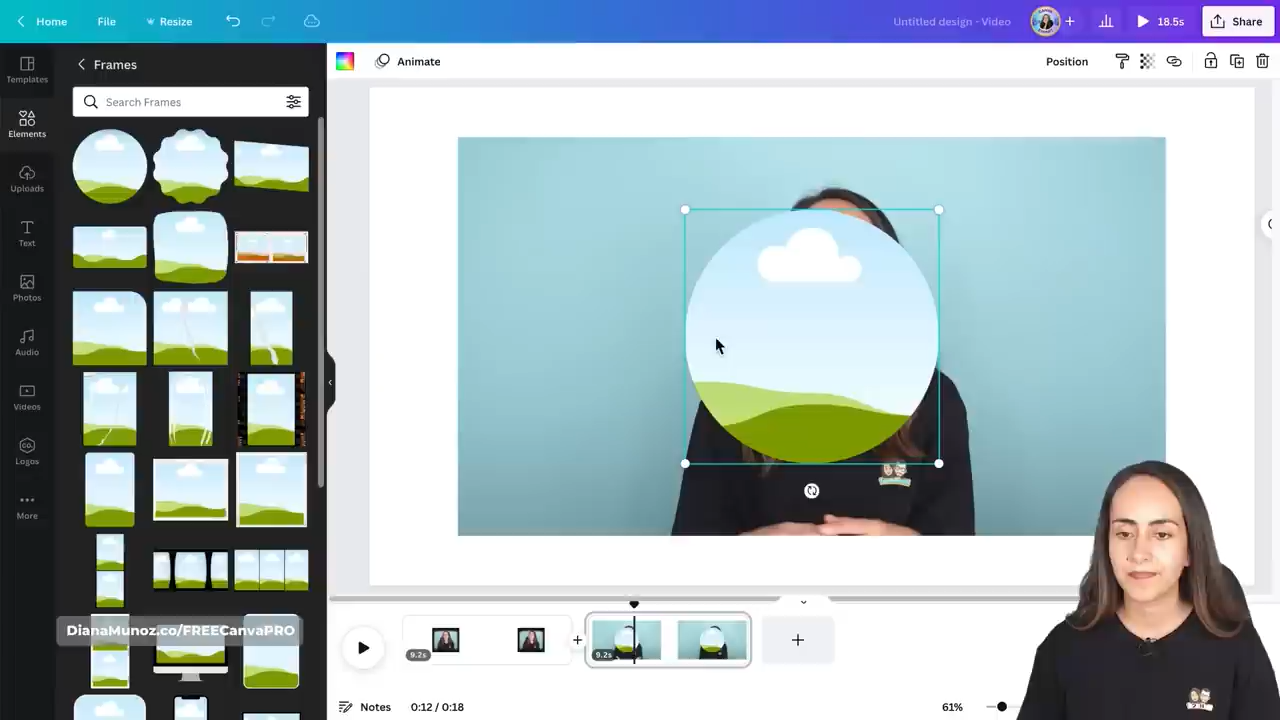 Home
File
Resize
Untitled design - Video
18.5s
Share
Templates
Elements
Uploads
Text
Photos
Audio
Videos
Logos
More
Frames
Search Frames
Animate
Position
DianaMunoz.co/FREECanvaPRO
9.2s
9.2s
Notes
0:12 / 0:18
61%